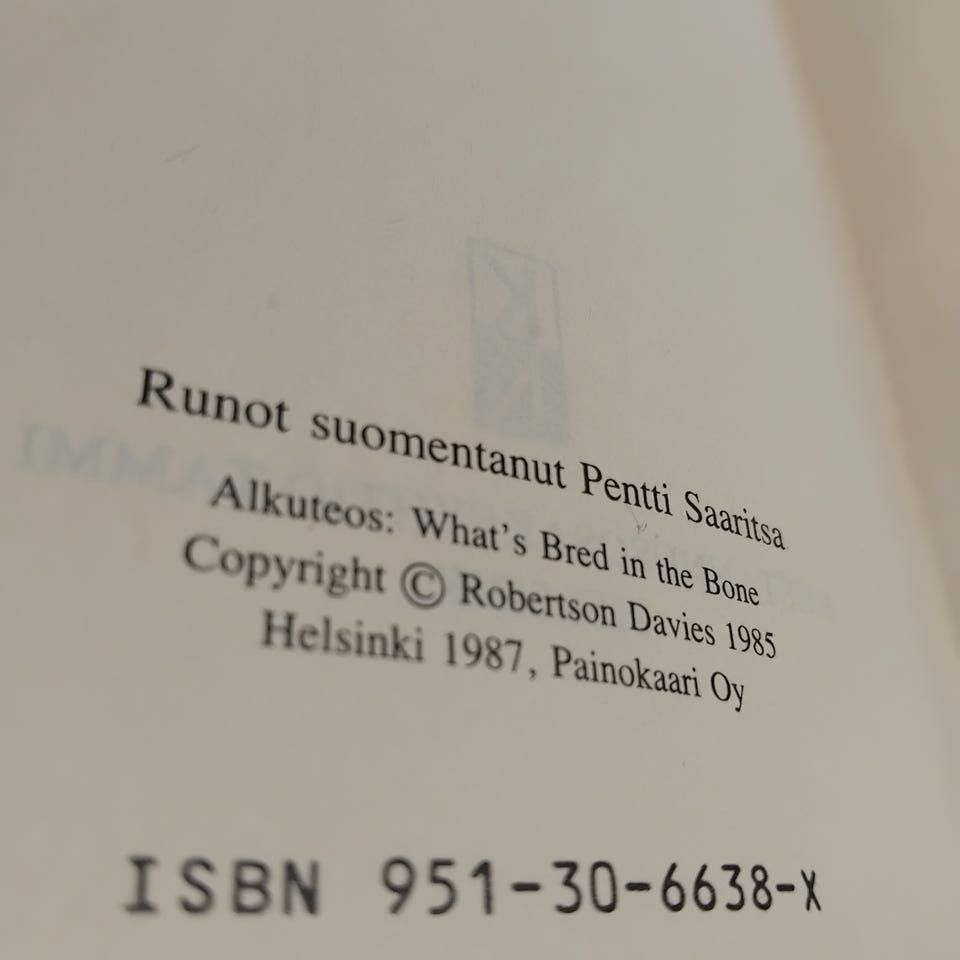 Runot suomentanut Pentti Saaritsa
Alkuteos: What's Bred in the Bone
Copyright © Robertson Davies 1985
Helsinki 1987, Painokaari Oy
ISBN 951-30-6638-X